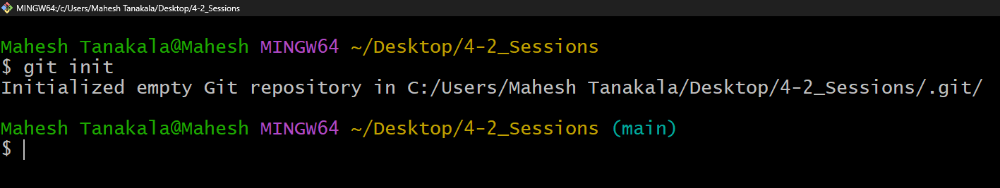 MINGW64:/c/Users/Mahesh Tanakala/Desktop/4-2_Sessions
Mahesh Tanakala@Mahesh MINGW64 ~/Desktop/4-2_Sessions
$ git init
Initialized empty Git repository in C:/Users/Mahesh Tanakala/Desktop/4-2_Sessions/.git/
Mahesh Tanakala@Mahesh MINGW64 ~/Desktop/4-2_Sessions (main)
$